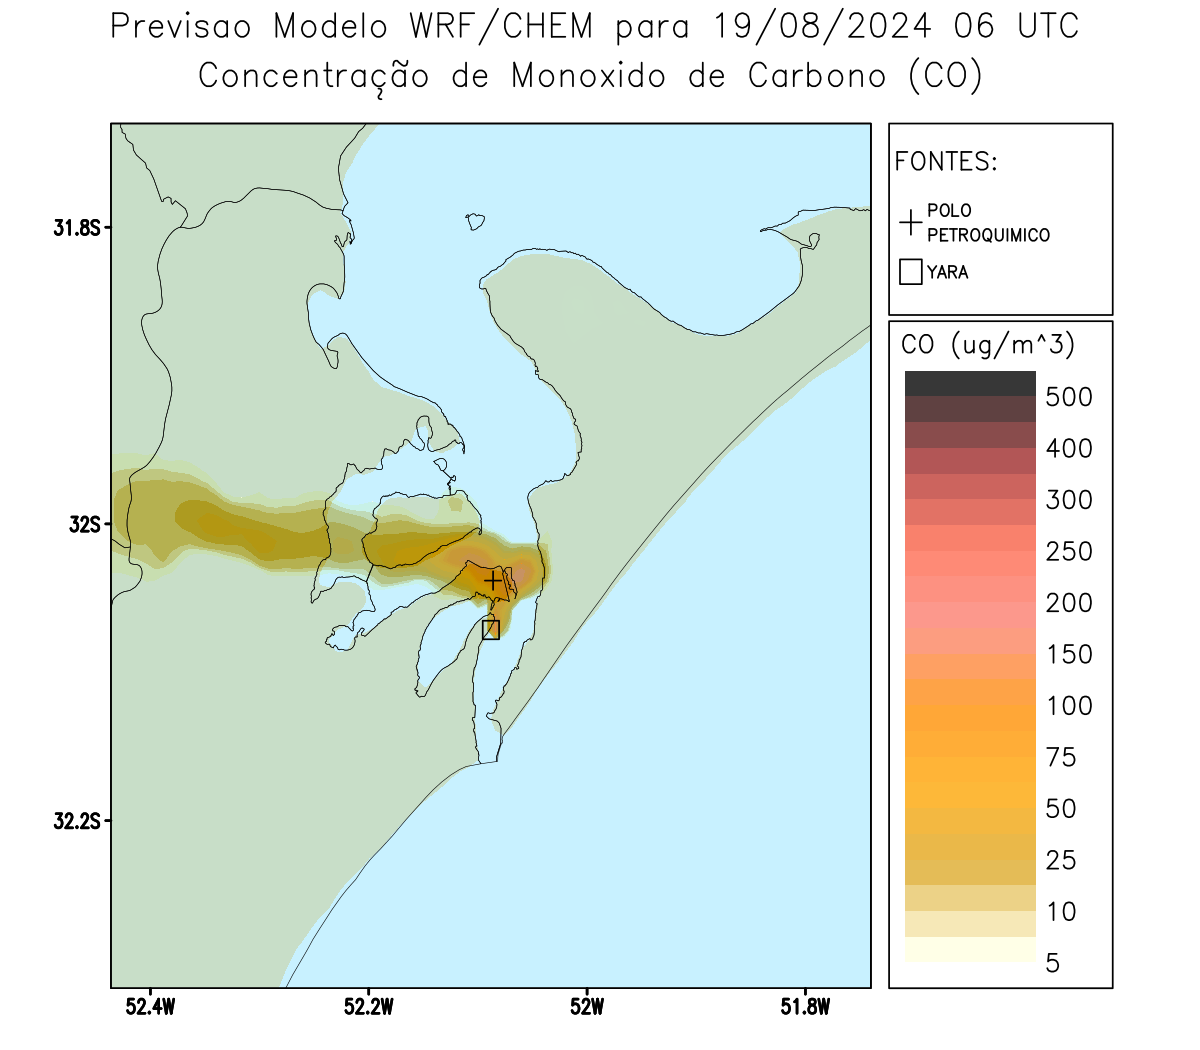 Previsao Modelo WRF/CHEM para 19/08/2024 06 UTC
Concentração de Monoxido de Carbono (CO)
FONTES:
POLO
PETROQUIMICO
YARA
CO (ug/m^3)
500
400
300
250
200
150
100
75
50
25
10
5
31.8S
32S
32.2S
52.4W
52.2W
52W
51.8W